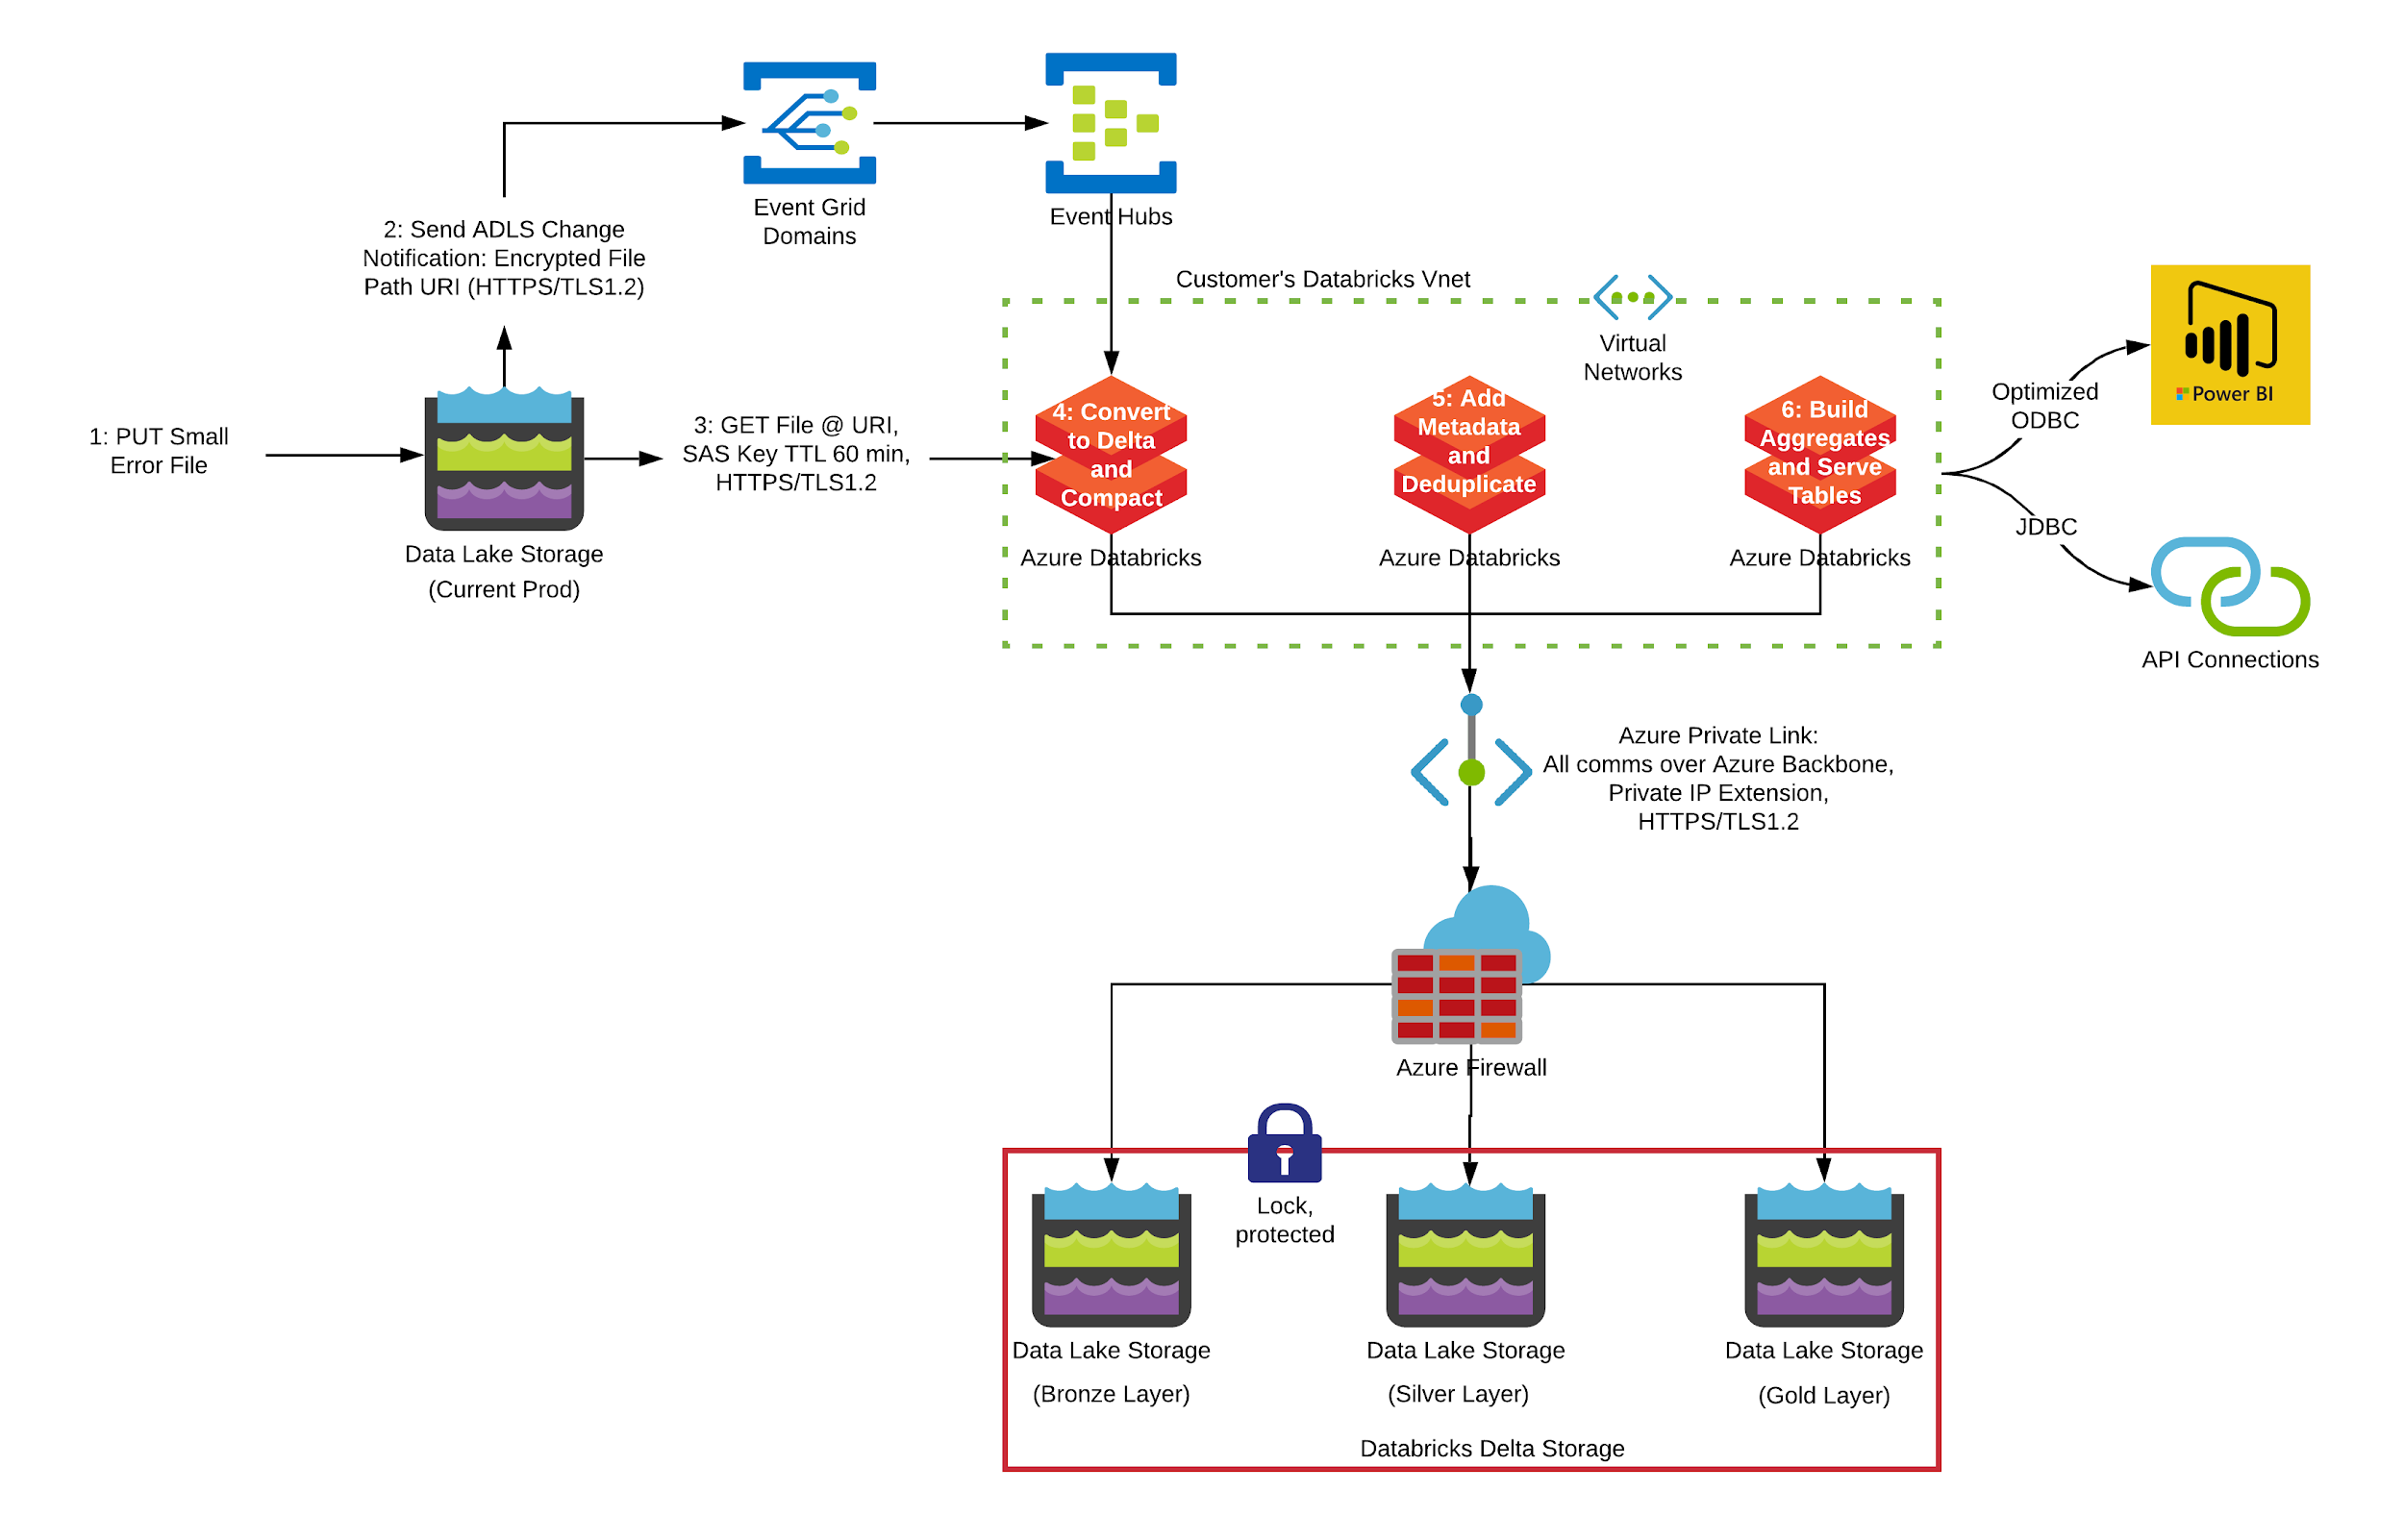 Event Grid
Domains
Event Hubs
2: Send ADLS Change
Notification: Encrypted File
Path URI (HTTPS/TLS1.2)
Customer's Databricks Vnet
Virtual
Networks
1: PUT Small
Error File
Data Lake Storage
(Current Prod)
3: GET File @ URI,
SAS Key TTL 60 min,
HTTPS/TLS1.2
4: Convert
to Delta
and
Compact
Azure Databricks
5: Add
Metadata
and
Deduplicate
Azure Databricks
6: Build
Aggregates
and Serve
Tables
Azure Databricks
Optimized
ODBC
Power BI
JDBC
API Connections
Azure Private Link:
All comms over Azure Backbone,
Private IP Extension,
HTTPS/TLS1.2
Azure Firewall
Lock,
protected
Data Lake Storage
(Bronze Layer)
Data Lake Storage
(Silver Layer)
Data Lake Storage
(Gold Layer)
Databricks Delta Storage